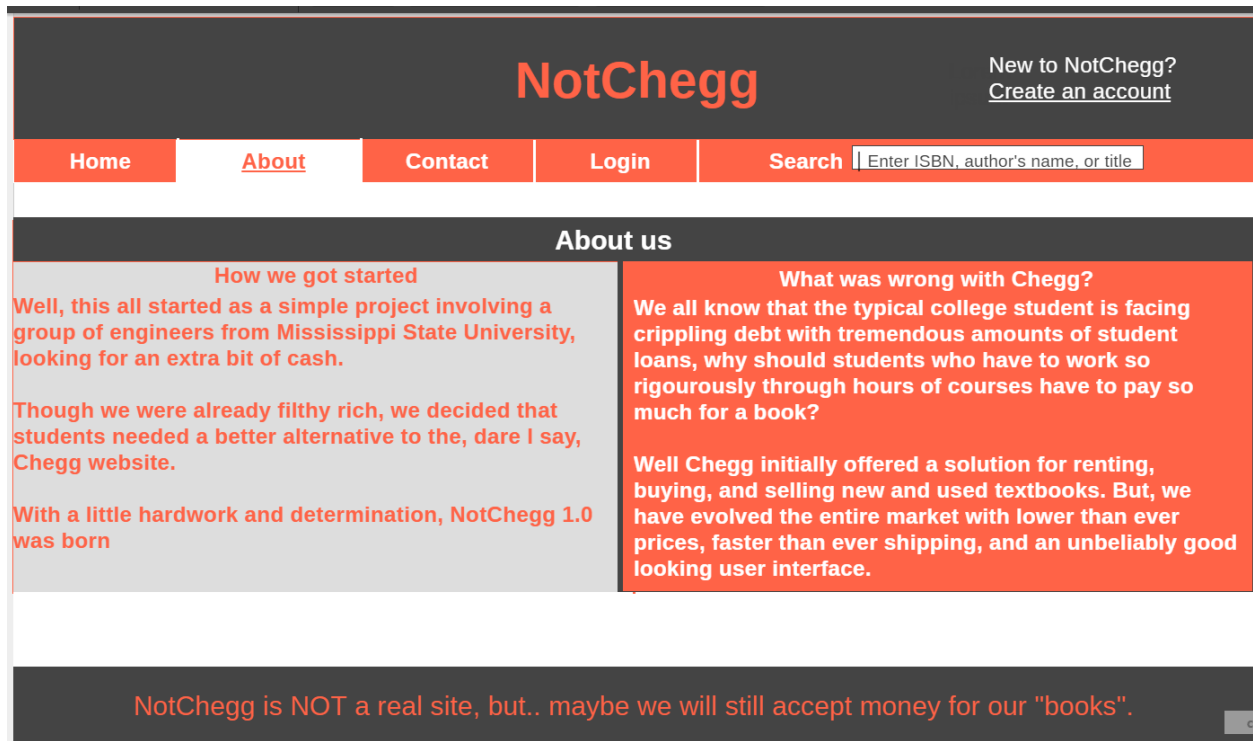 NotChegg
New to NotChegg?
Create an account
Home
About
Contact
Login
Search
Enter ISBN, author's name, or title
About us
How we got started
Well, this all started as a simple project involving a
group of engineers from Mississippi State University,
looking for an extra bit of cash.
Though we were already filthy rich, we decided that
students needed a better alternative to the, dare I say,
Chegg website.
With a little hardwork and determination, NotChegg 1.0
was born
What was wrong with Chegg?
We all know that the typical college student is facing
crippling debt with tremendous amounts of student
loans, why should students who have to work so
rigourously through hours of courses have to pay so
much for a book?
Well Chegg initially offered a solution for renting,
buying, and selling new and used textbooks. But, we
have evolved the entire market with lower than ever
prices, faster than ever shipping, and an unbeliably good
looking user interface.
NotChegg is NOT a real site, but.. maybe we will still accept money for our "books".